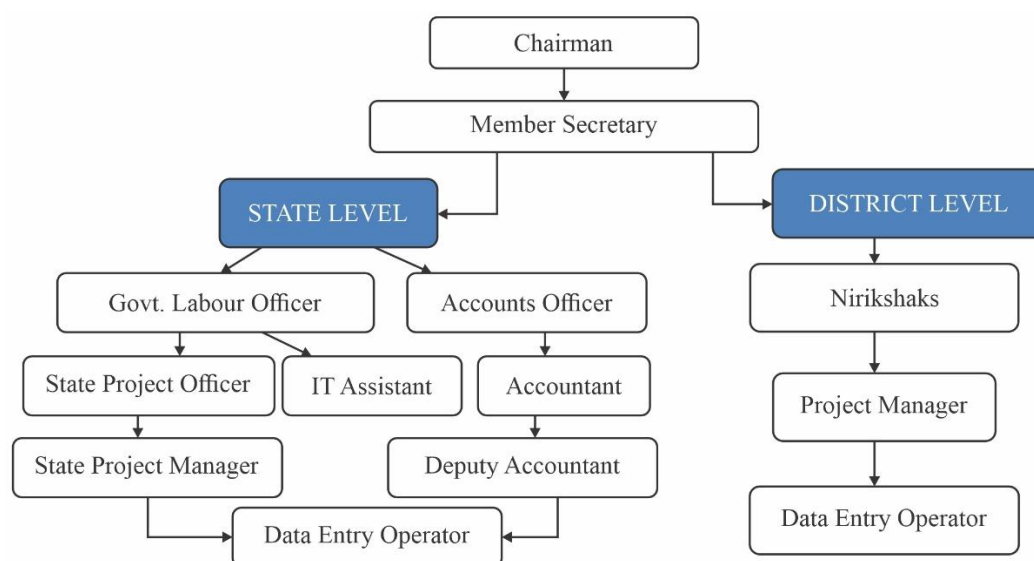 Chairman
Member Secretary
STATE LEVEL
DISTRICT LEVEL
Govt. Labour Officer
Accounts Officer
Nirikshaks
State Project Officer
IT Assistant
Accountant
Project Manager
State Project Manager
Deputy Accountant
Data Entry Operator
Data Entry Operator